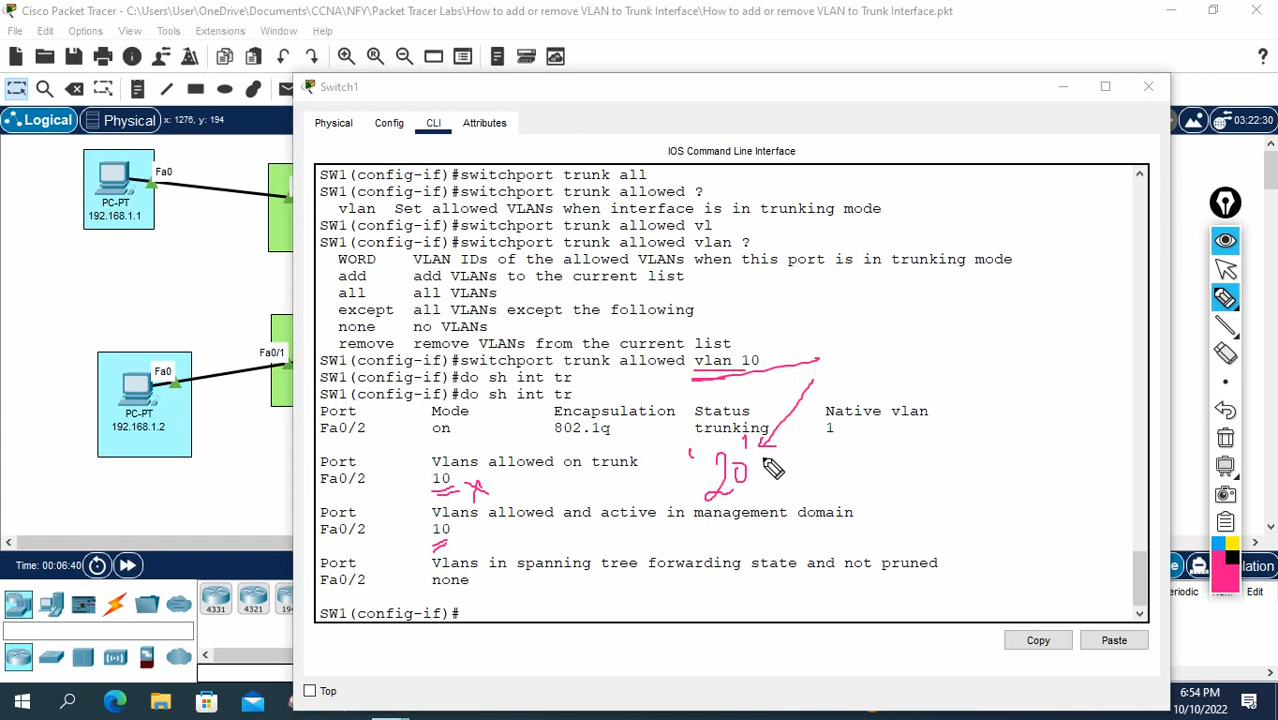 Cisco Packet Tracer - C:\Users\User\OneDrive\Documents\CCNA\NFY\Packet Tracer Labs\How to add or remove VLAN to Trunk Interface\How to add or remove VLAN to Trunk Interface.pkt
File Edit Options View Tools Extensions Window Help
?
Logical Physical x: 1276, y: 194
03:22:30
Switch1
Physical Config CLI Attributes
IOS Command Line Interface
SW1(config-if)#switchport trunk all
SW1(config-if)#switchport trunk allowed ?
vlan Set allowed VLANs when interface is in trunking mode
SW1(config-if)#switchport trunk allowed vl
SW1(config-if)#switchport trunk allowed vlan ?
WORD VLAN IDs of the allowed VLANs when this port is in trunking mode
add add VLANs to the current list
all all VLANs
except all VLANs except the following
none no VLANs
remove remove VLANs from the current list
SW1(config-if)#switchport trunk allowed vlan 10
SW1(config-if)#do sh int tr
SW1(config-if)#do sh int tr
Port Mode Encapsulation Status Native vlan
Fa0/2 on 802.1q trunking 1
Port Vlans allowed on trunk
Fa0/2 10
Port Vlans allowed and active in management domain
Fa0/2 10
Port Vlans in spanning tree forwarding state and not pruned
Fa0/2 none
SW1(config-if)#
20
Copy Paste
Top
Fa0
PC-PT
192.168.1.1
Fa0/1
Fa0
PC-PT
192.168.1.2
Time: 00:06:40
4331 4321
eriodic Edit
6:54 PM
10/10/2022